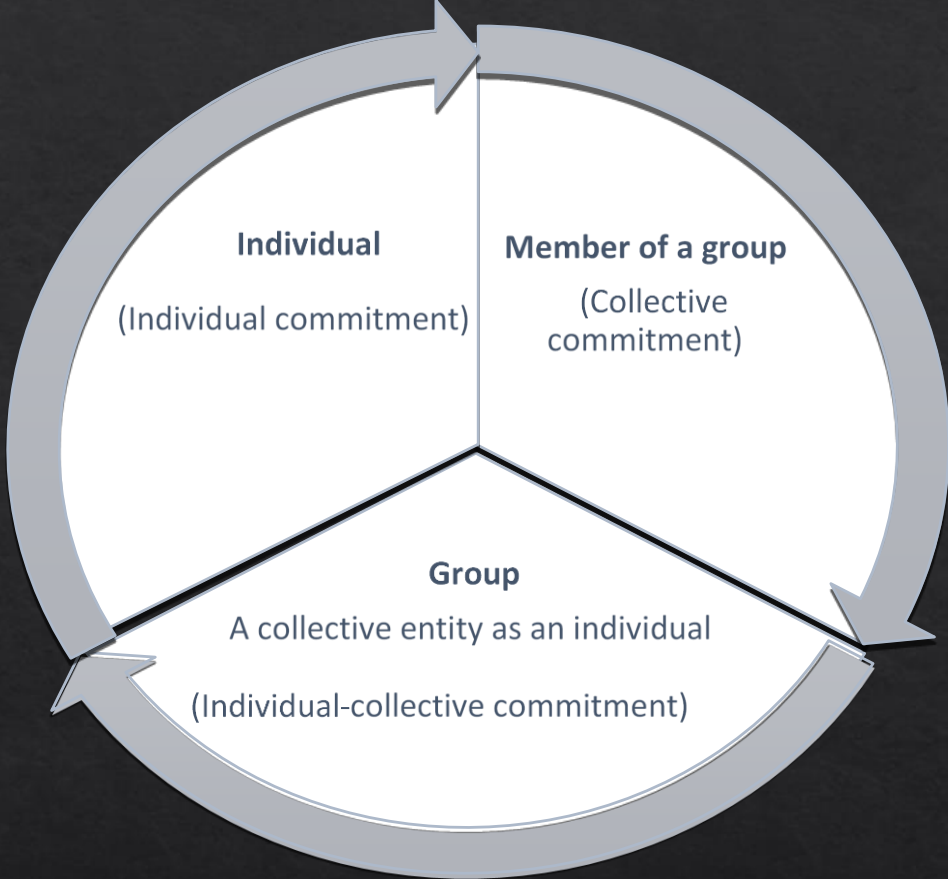 Individual
(Individual commitment)
Member of a group
(Collective
commitment)
Group
A collective entity as an individual
(Individual-collective commitment)